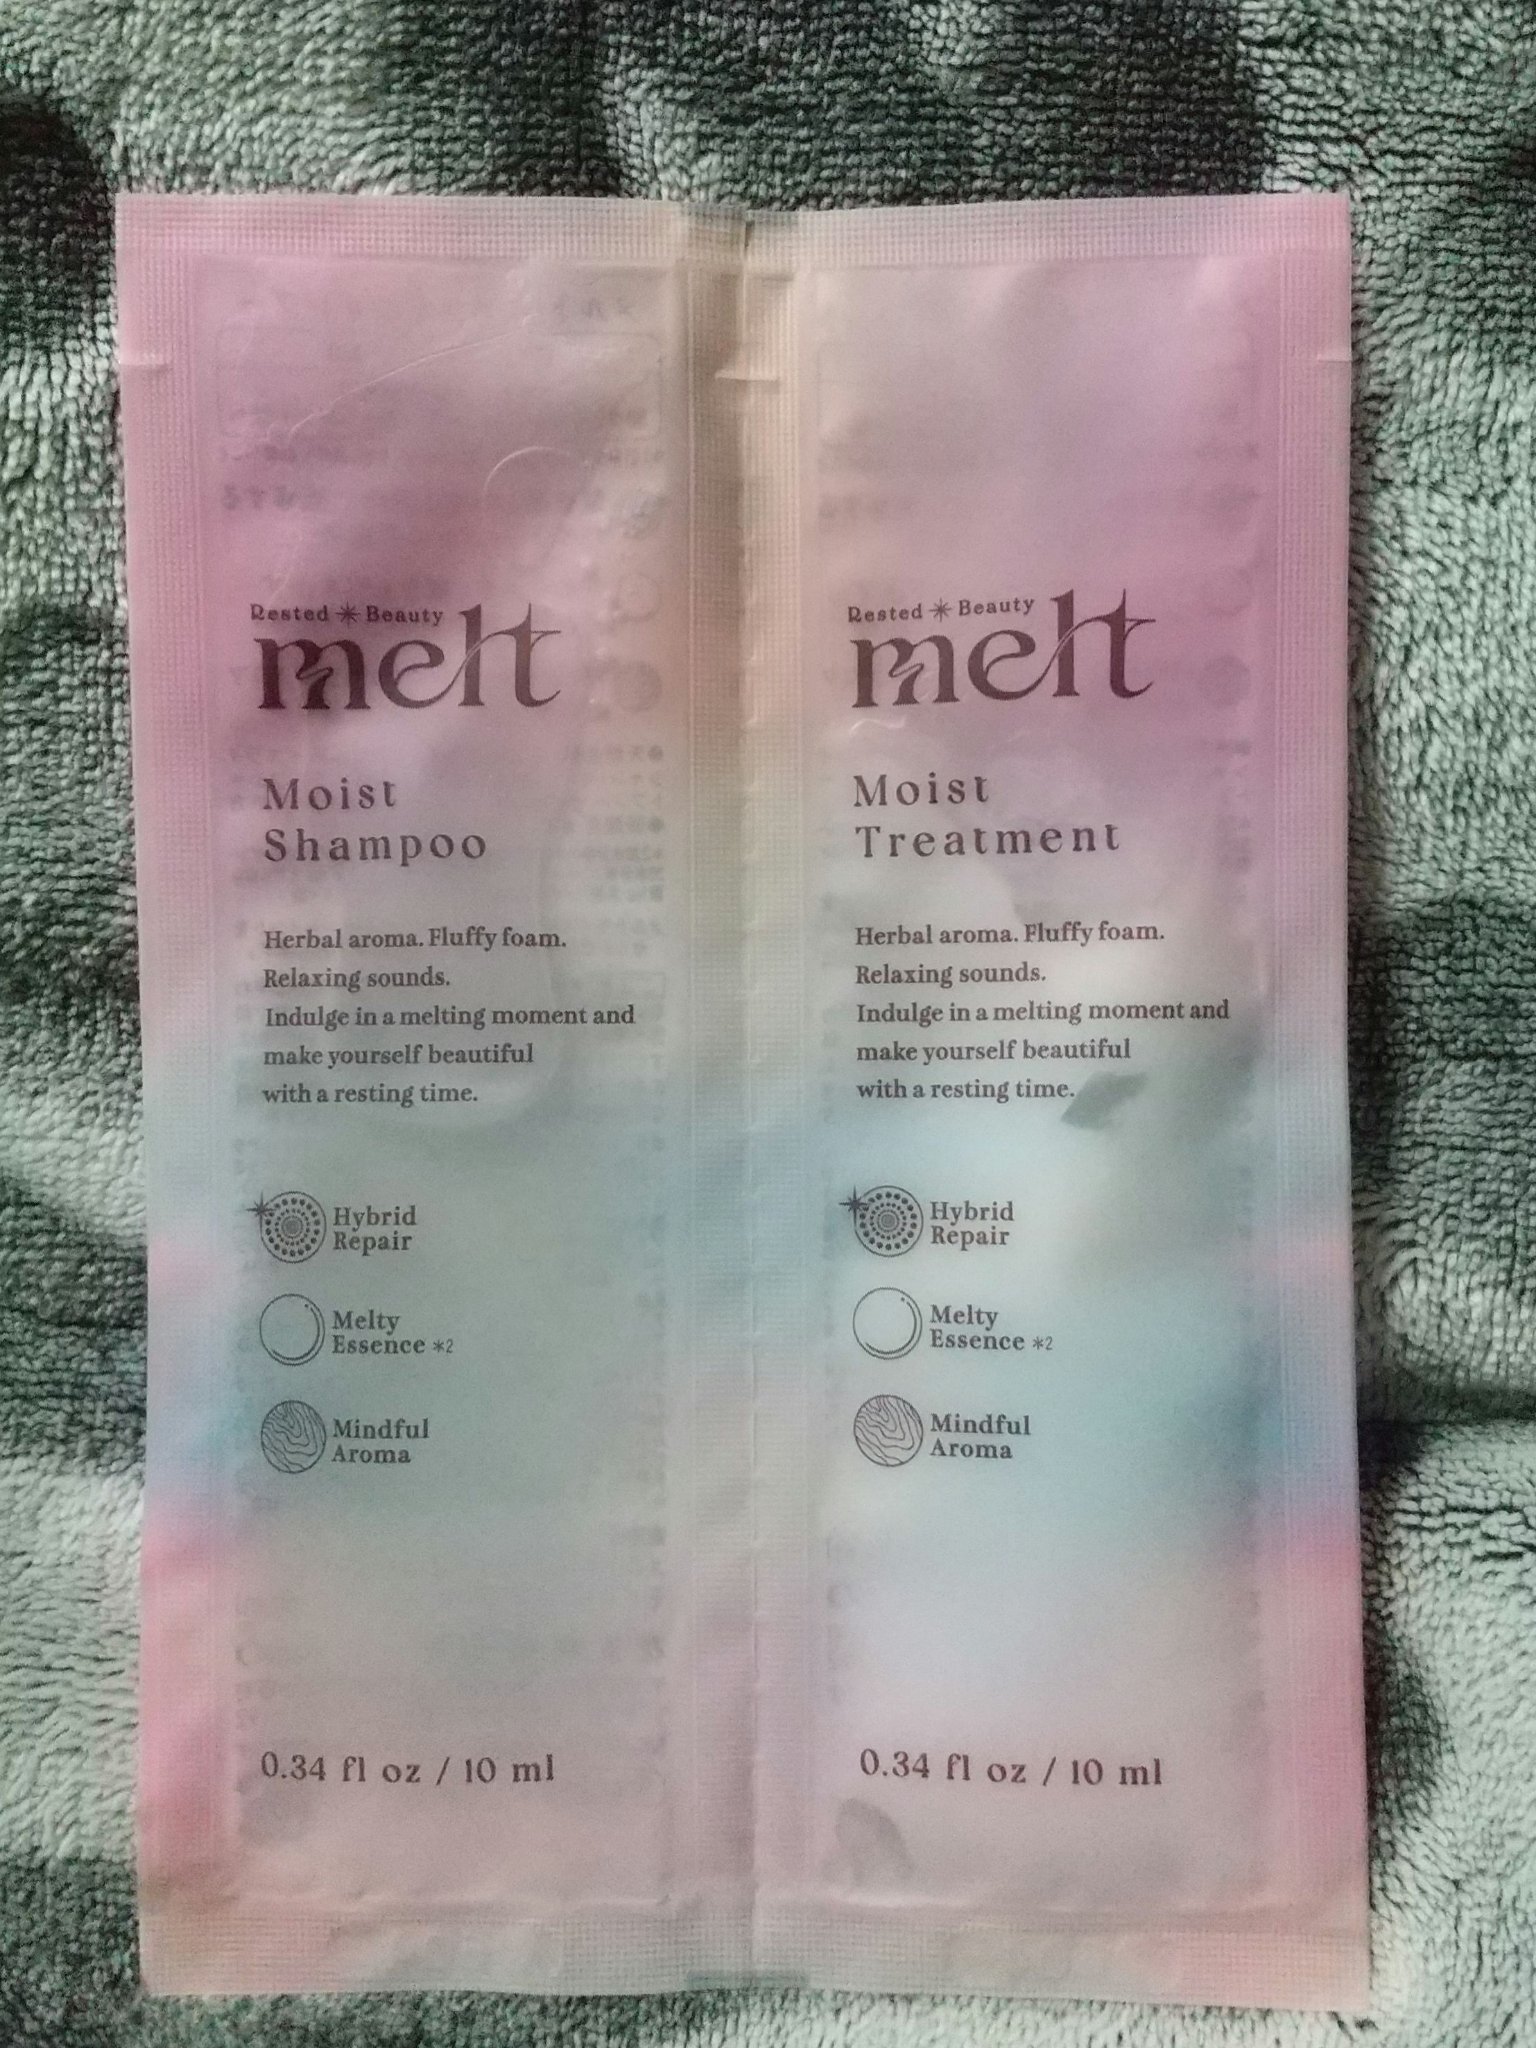 Rested Beauty
melt
Moist
Shampoo
Herbal aroma. Fluffy foam.
Relaxing sounds.
Indulge in a melting moment and
make yourself beautiful
with a resting time.
Hybrid
Repair
Melty
Essence *2
Mindful
Aroma
0.34 fl oz / 10 ml
Rested Beauty
melt
Moist
Treatment
Herbal aroma. Fluffy foam.
Relaxing sounds.
Indulge in a melting moment and
make yourself beautiful
with a resting time.
Hybrid
Repair
Melty
Essence *2
Mindful
Aroma
0.34 fl oz / 10 ml